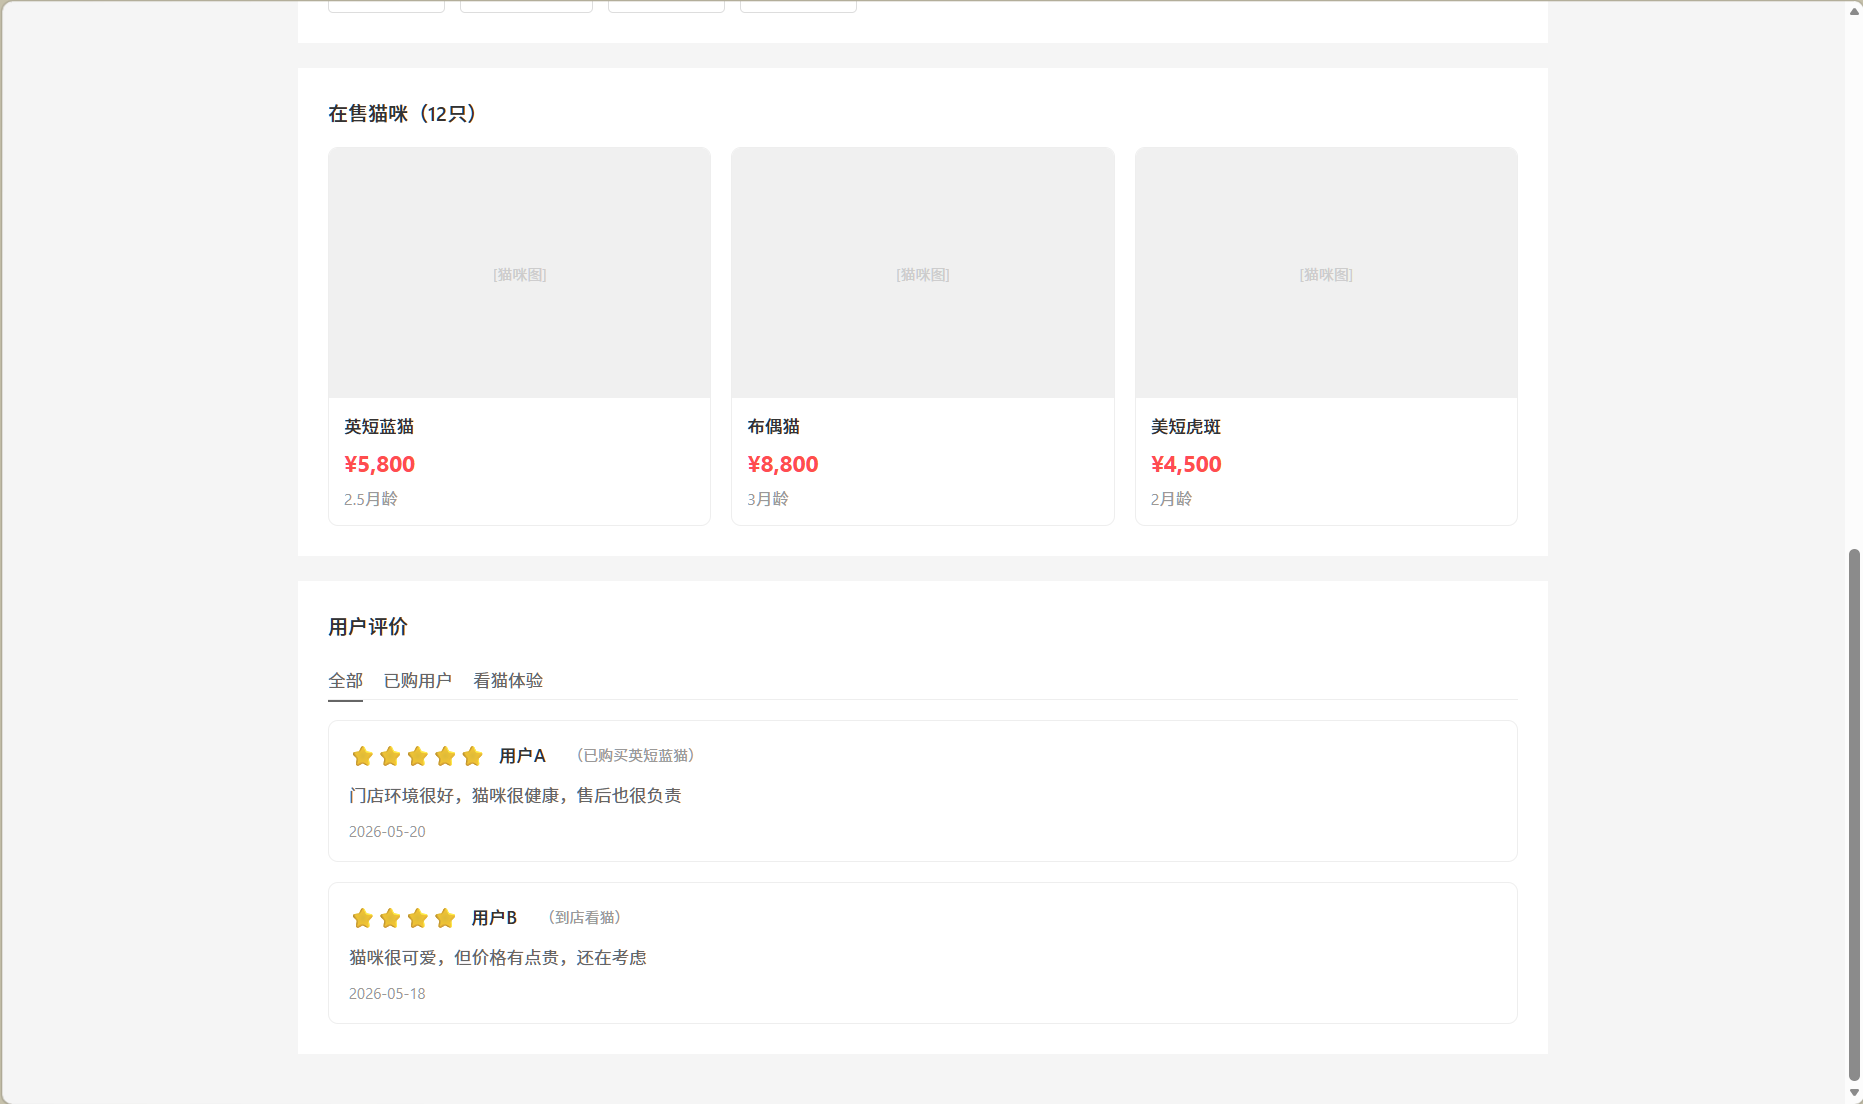 在售猫咪（12只）
[猫咪图]
[猫咪图]
[猫咪图]
英短蓝猫
¥5,800
2.5月龄
布偶猫
¥8,800
3月龄
美短虎斑
¥4,500
2月龄
用户评价
全部 已购用户 看猫体验
用户A （已购买英短蓝猫）
门店环境很好，猫咪很健康，售后也很负责
2026-05-20
用户B （到店看猫）
猫咪很可爱，但价格有点贵，还在考虑
2026-05-18